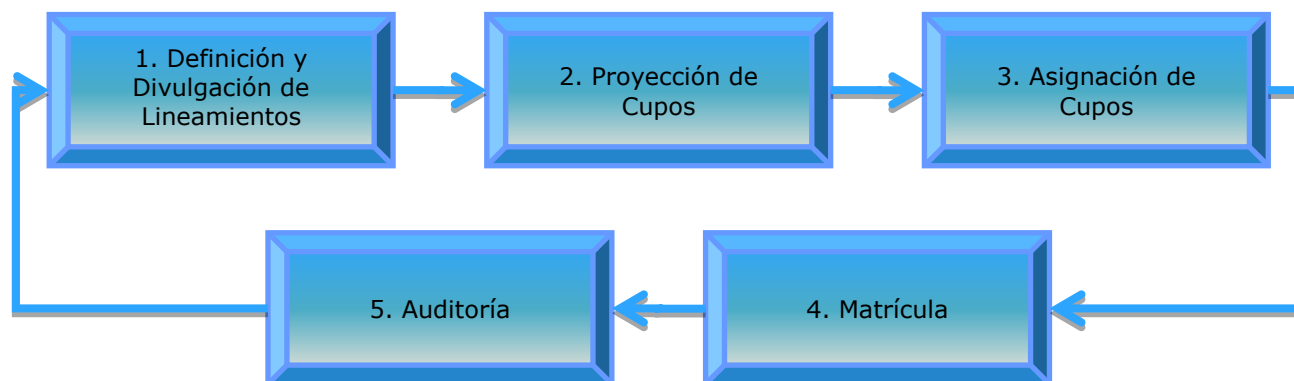 1. Definición y
Divulgación de
Lineamientos
2. Proyección de
Cupos
3. Asignación de
Cupos
5. Auditoría
4. Matrícula